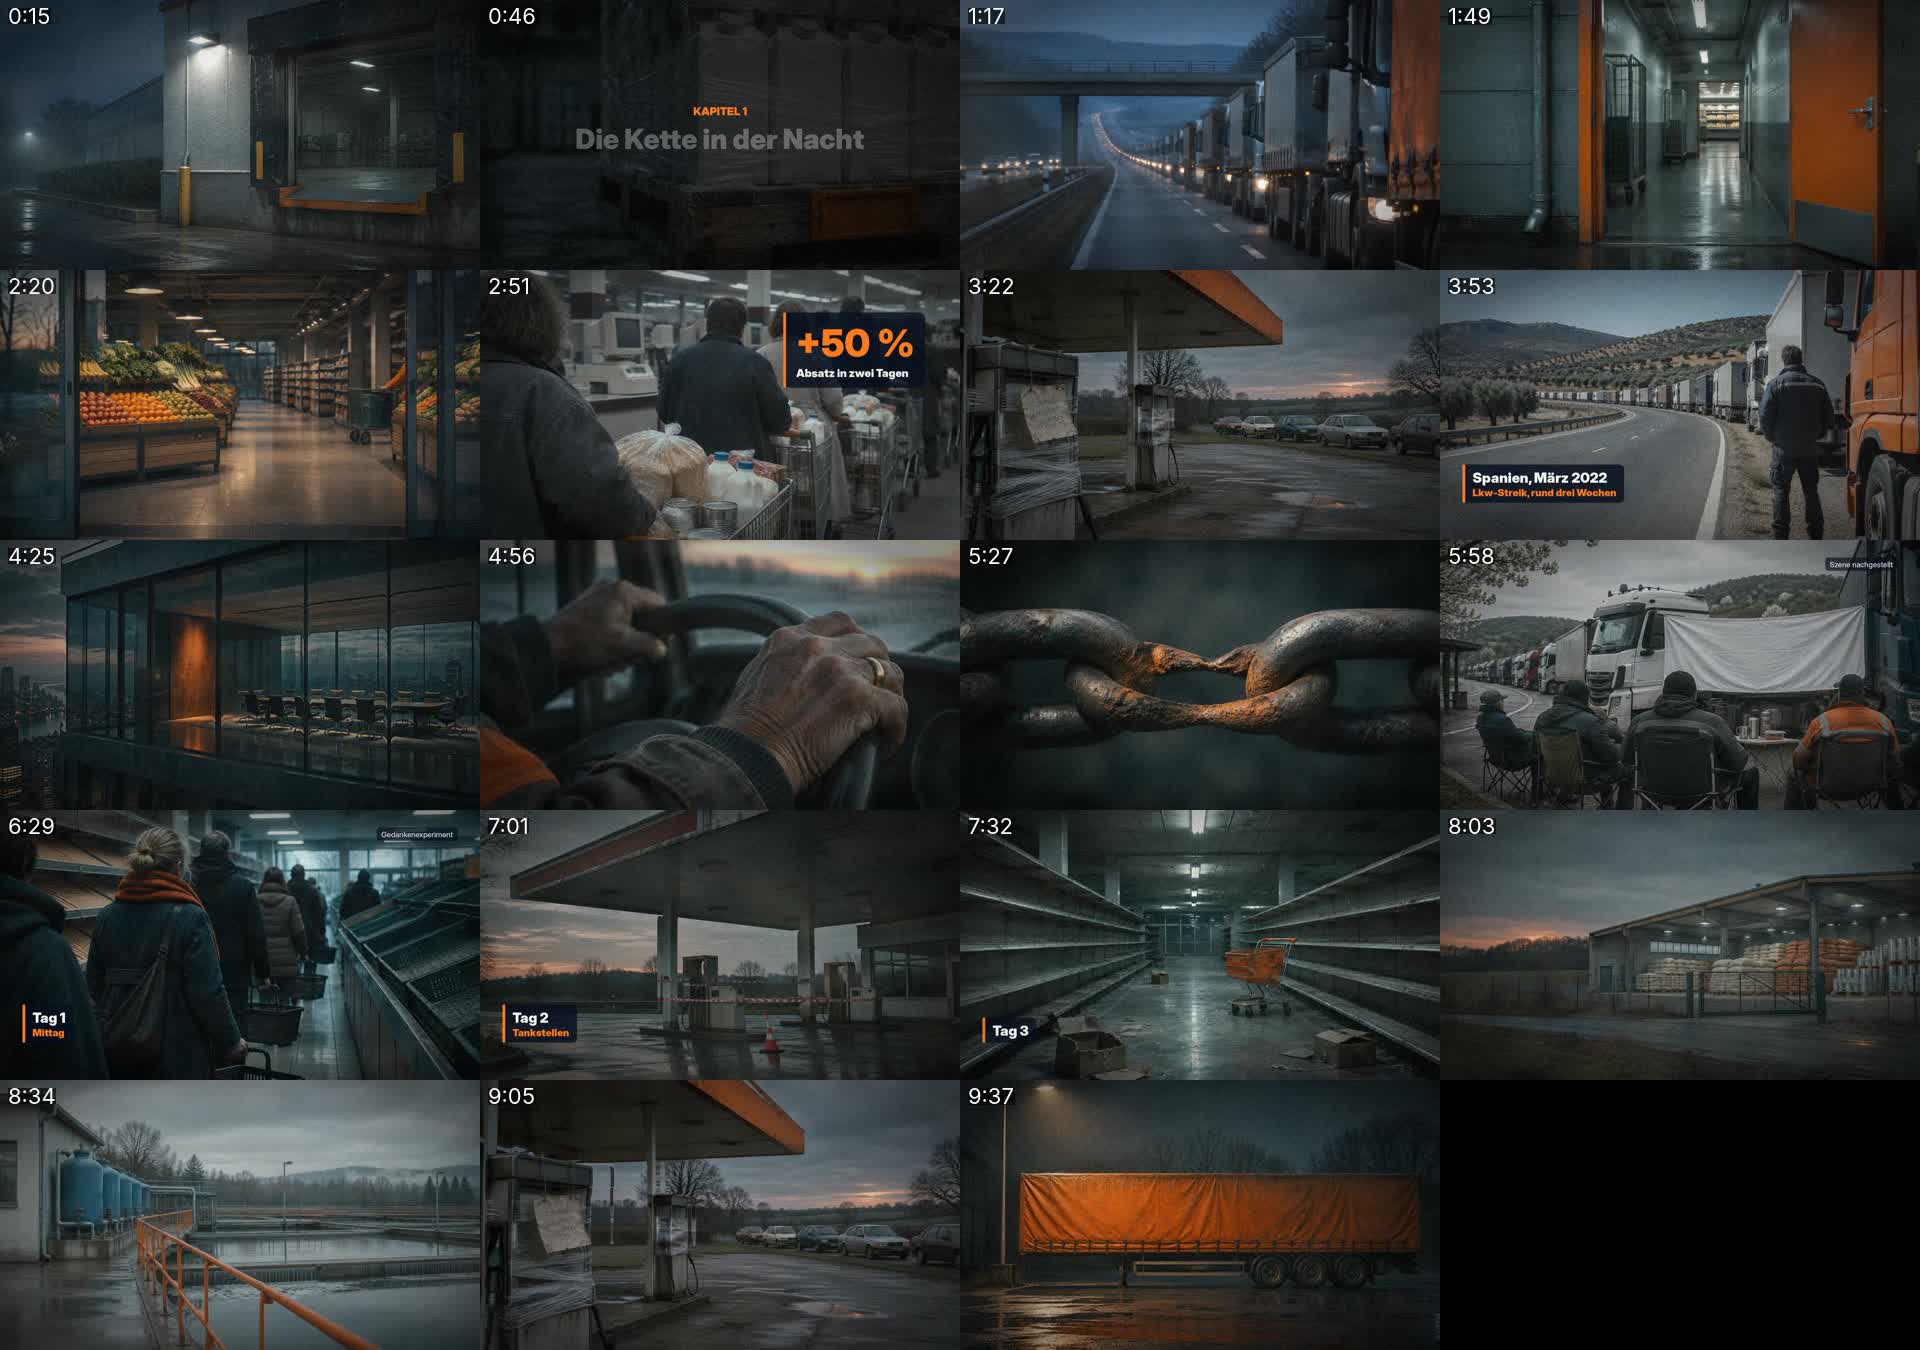 0:15
0:46
KAPITEL 1
Die Kette in der Nacht
1:17
1:49
2:20
2:51
+50 %
Absatz in zwei Tagen
3:22
3:53
Spanien, März 2022
Lkw-Streik, rund drei Wochen
4:25
4:56
5:27
5:58
Szene nachgestellt
6:29
Gedankenexperiment
Tag 1
Mittag
7:01
Tag 2
Tankstellen
7:32
Tag 3
8:03
8:34
9:05
9:37